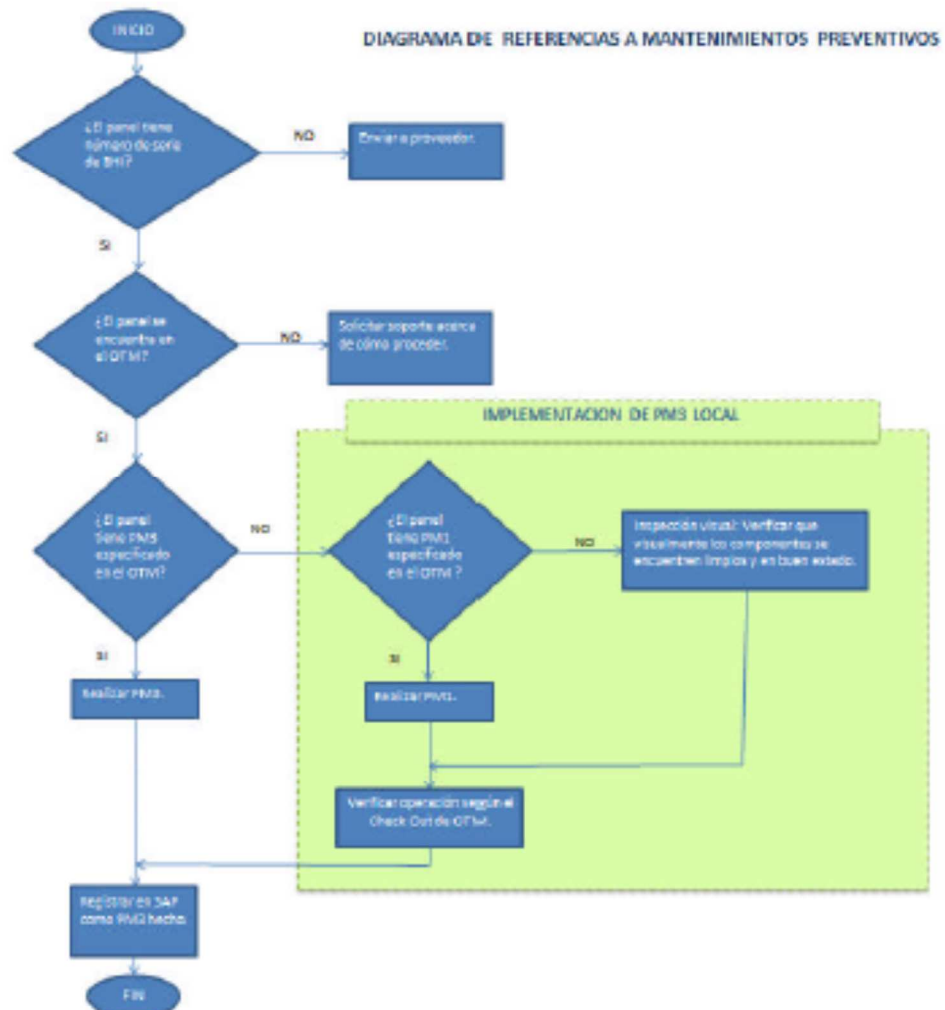 INICIO
DIAGRAMA DE REFERENCIAS A MANTENIMIENTOS PREVENTIVOS
¿El panel tiene
número de serie
de BHI?
NO
Enviar a proveedor.
SI
¿El panel se
encuentra en
el OTM?
NO
Solicitar soporte acerca
de cómo proceder.
SI
IMPLEMENTACION DE PM3 LOCAL
¿El panel
tiene PM3
especificado
en el OTM?
NO
¿El panel
tiene PM1
especificado
en el OTM ?
NO
Inspección visual: Verificar que
visualmente los componentes se
encuentren limpios y en buen estado.
SI
Realizar PM3.
SI
Realizar PM1.
Verificar operación según el
Check Out de OTM.
Registrar en SAP
como PM3 hecho.
FIN